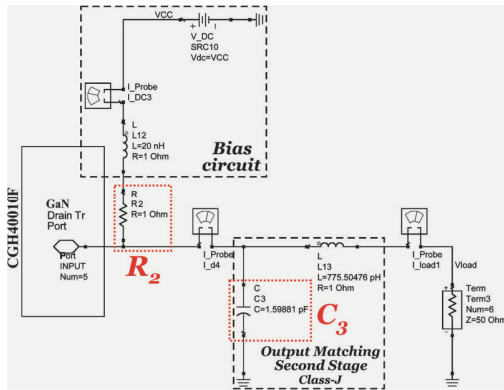 VCC
V_DC
SRC10
Vdc=VCC
I_Probe
I_DC3
L
L12
L=20 nH
R=1 Ohm
Bias
circuit
CGH40010F
GaN
Drain Tr
Port
Port
INPUT
Num=5
R
R2
R=1 Ohm
R2
I_Probe
I_d4
L
L13
L=775.50476 pH
R=1 Ohm
I_Probe
I_load1
Vload
C
C3
C=1.59881 pF
C3
Term
Term3
Num=6
Z=50 Ohm
Output Matching
Second Stage
Class-J